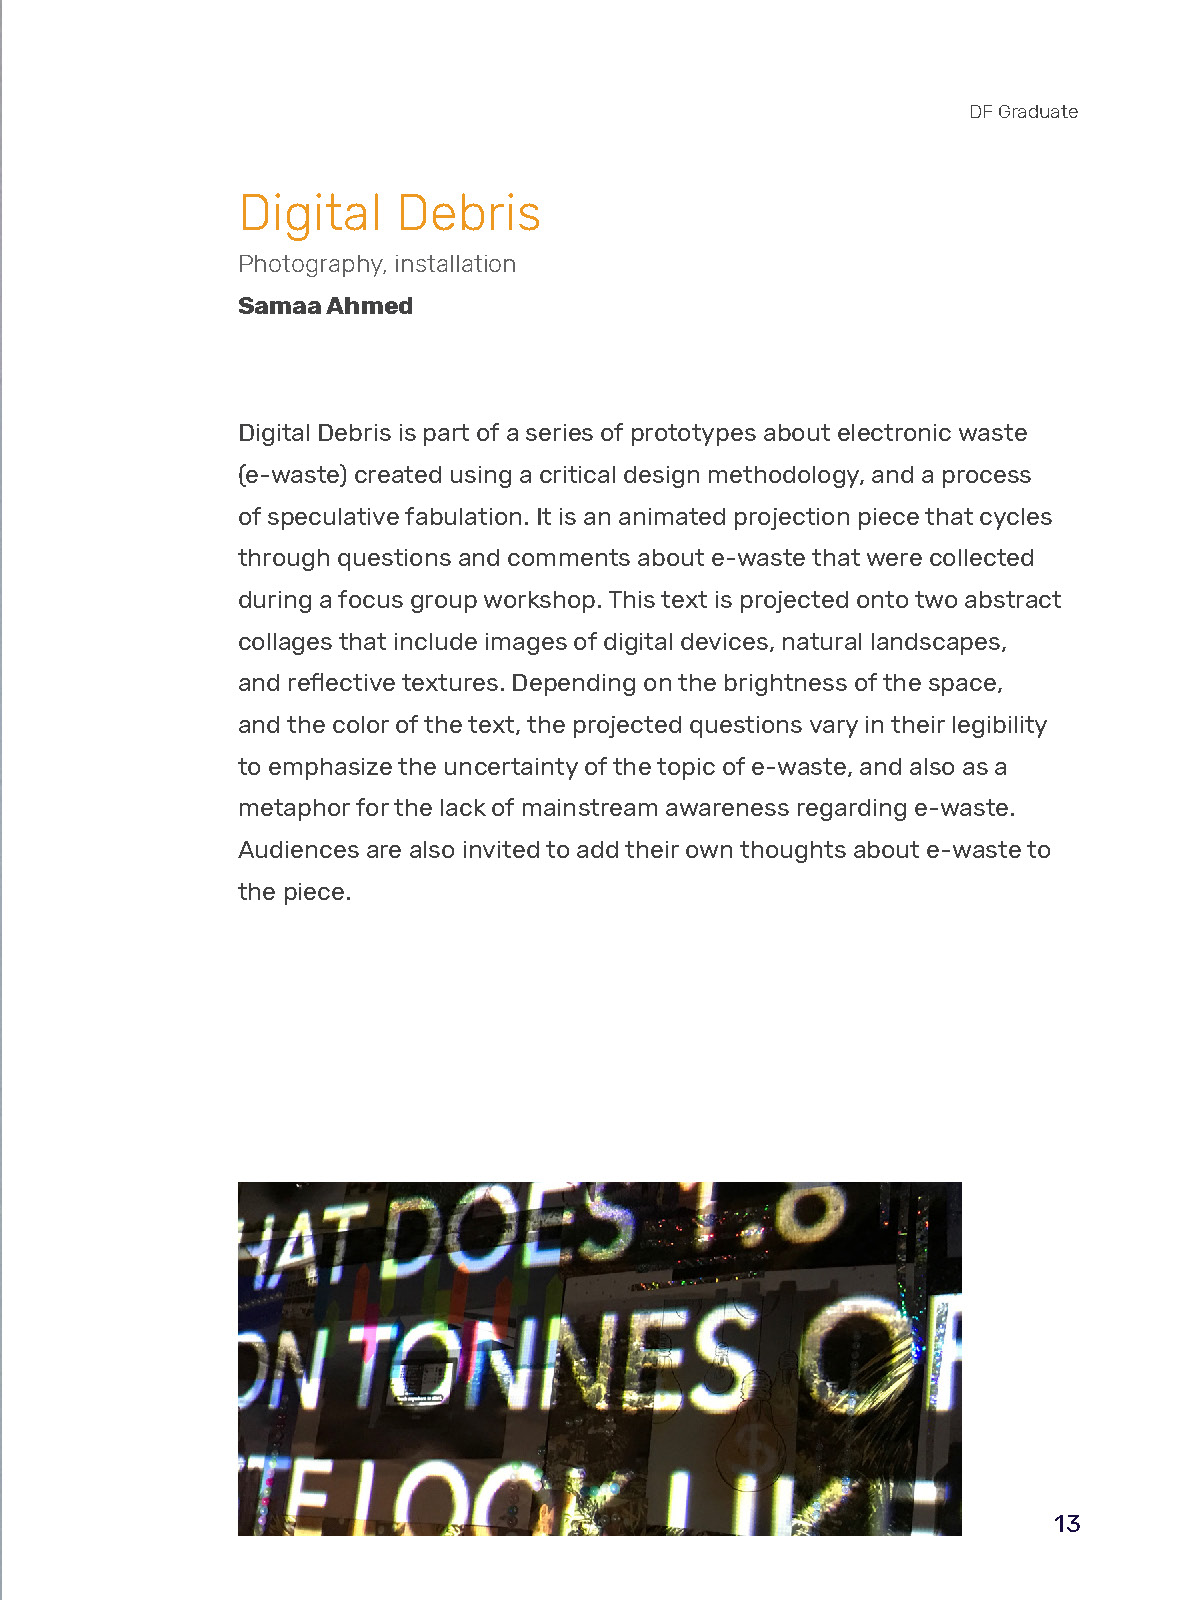 DF Graduate
Digital Debris
Photography, installation
Samaa Ahmed
Digital Debris is part of a series of prototypes about electronic waste
(e-waste) created using a critical design methodology, and a process
of speculative fabulation. It is an animated projection piece that cycles
through questions and comments about e-waste that were collected
during a focus group workshop. This text is projected onto two abstract
collages that include images of digital devices, natural landscapes,
and reflective textures. Depending on the brightness of the space,
and the color of the text, the projected questions vary in their legibility
to emphasize the uncertainty of the topic of e-waste, and also as a
metaphor for the lack of mainstream awareness regarding e-waste.
Audiences are also invited to add their own thoughts about e-waste to
the piece.
HAT DOES 1.8
ON TONNES OF
TE LOOK LIKE
13